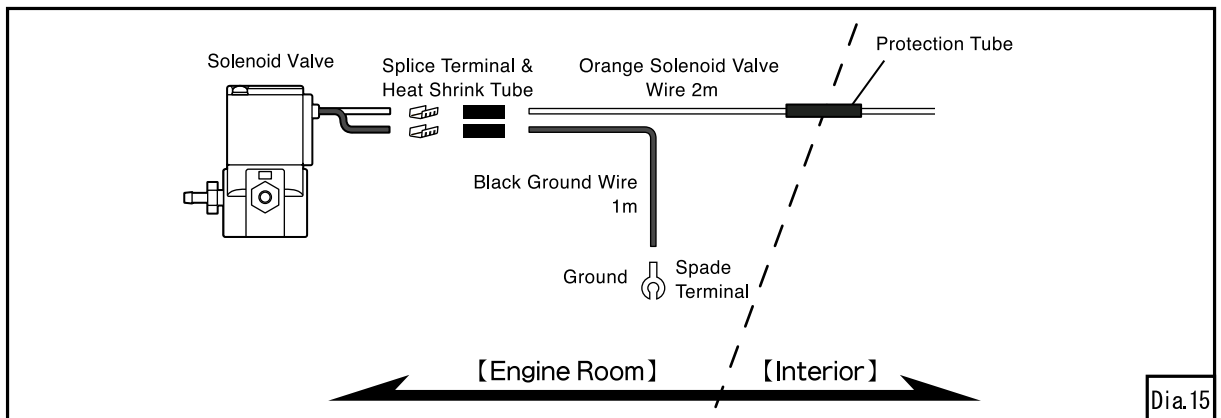 Solenoid Valve
Splice Terminal &
Heat Shrink Tube
Orange Solenoid Valve
Wire 2m
Protection Tube
Black Ground Wire
1m
Ground
Spade
Terminal
【Engine Room】
【Interior】
Dia.15